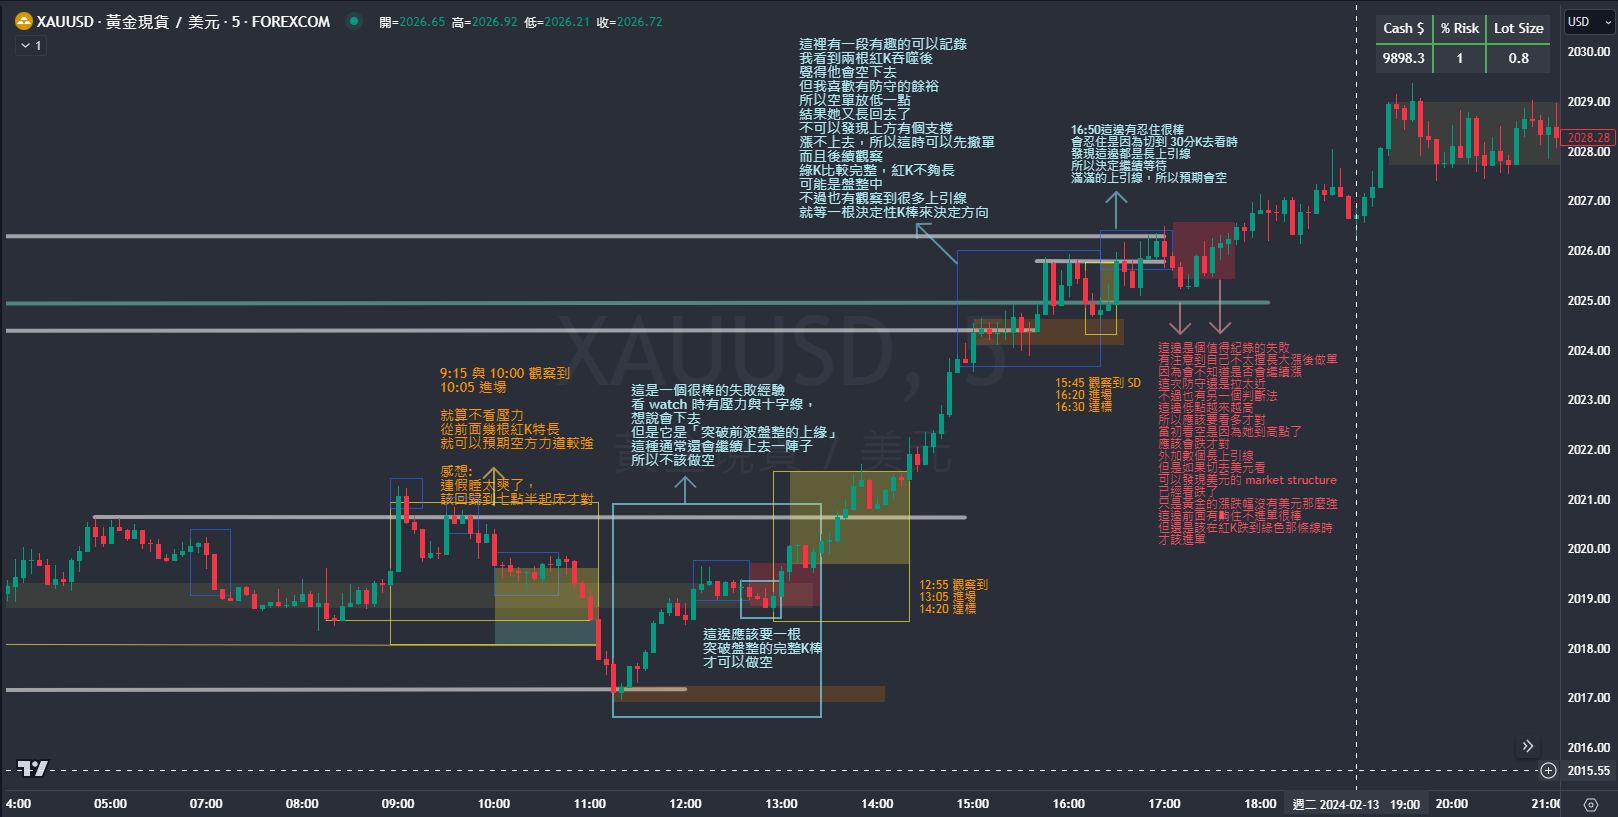 XAUUSD · 黃金現貨 / 美元 · 5 · FOREXCOM 開=2026.65 高=2026.92 低=2026.21 收=2026.72
1
Cash $ % Risk Lot Size
9898.3 1 0.8
USD
2030.00
2029.00
2028.28
2028.00
2027.00
2026.00
2025.00
2024.00
2023.00
2022.00
2021.00
2020.00
2019.00
2018.00
2017.00
2016.00
2015.55
這裡有一段有趣的可以記錄
我看到兩根紅K吞噬後
覺得他會空下去
但我喜歡有防守的餘裕
所以空單放低一點
結果她又長回去了
不可以發現上方有個支撐
漲不上去，所以這時可以先撤單
而且後續觀察
綠K比較完整，紅K不夠長
可能是盤整中
不過也有觀察到很多上引線
就等一根決定性K棒來決定方向
16:50這邊有忍住很棒
會忍住是因為切到 30分K去看時
發現這邊都是長上引線
所以決定繼續等待
滿滿的上引線，所以預期會空
XAUUSD, 5
黃金現貨 / 美元
9:15 與 10:00 觀察到
10:05 進場
就算不看壓力
從前面幾根紅K特長
就可以預期空方力道較強
感想:
連假睡太爽了，
該回歸到七點半起床才對
這是一個很棒的失敗經驗
看 watch 時有壓力與十字線，
想說會下去
但是它是「突破前波盤整的上緣」
這種通常還會繼續上去一陣子
所以不該做空
這邊應該要一根
突破盤整的完整K棒
才可以做空
12:55 觀察到
13:05 進場
14:20 達標
15:45 觀察到 SD
16:20 進場
16:30 達標
這邊是個值得紀錄的失敗
有注意到自己不太擅長大漲後做單
因為會不知道是否會繼續漲
這次防守還是拉太近
不過也有另一個判斷法
這邊低點越來越高
所以應該要看多才對
當初看空是因為她到高點了
應該會跌才對
外加數個長上引線
但是如果切去美元看
可以發現美元的 market structure
已經看跌了
只是黃金的漲跌幅沒有美元那麼強
這邊前面有夠住不進單很棒
但還是該在紅K跌到綠色那條線時
才該進單
4:00 05:00 06:00 07:00 08:00 09:00 10:00 11:00 12:00 13:00 14:00 15:00 16:00 17:00 18:00 週二 2024-02-13 19:00 20:00 21:00